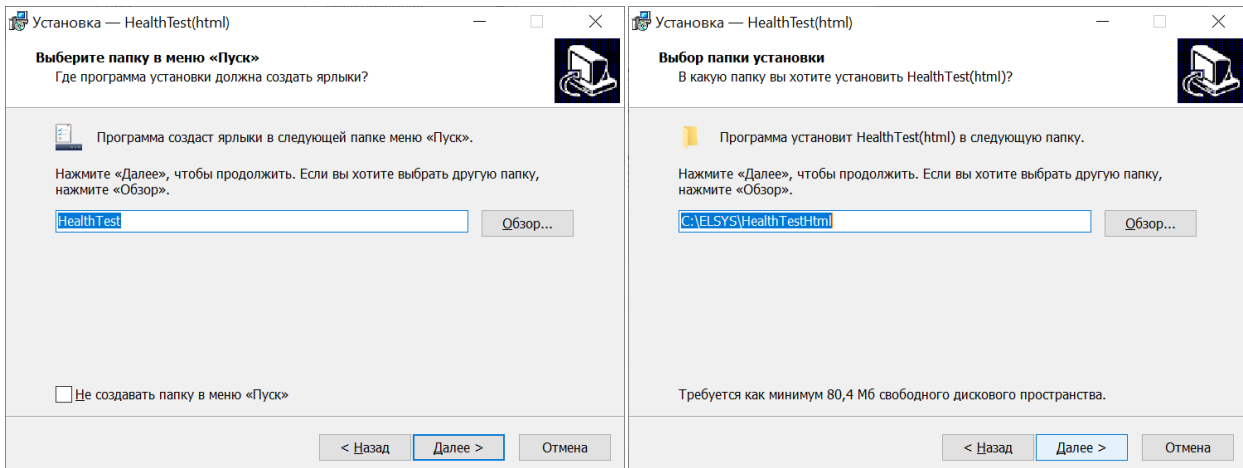 Установка — HealthTest(html)
Выберите папку в меню «Пуск»
Где программа установки должна создать ярлыки?
Программа создаст ярлыки в следующей папке меню «Пуск».
Нажмите «Далее», чтобы продолжить. Если вы хотите выбрать другую папку,
нажмите «Обзор».
HealthTest
Обзор...
Не создавать папку в меню «Пуск»
< Назад
Далее >
Отмена
Установка — HealthTest(html)
Выбор папки установки
В какую папку вы хотите установить HealthTest(html)?
Программа установит HealthTest(html) в следующую папку.
Нажмите «Далее», чтобы продолжить. Если вы хотите выбрать другую папку,
нажмите «Обзор».
C:\ELSYS\HealthTestHtml
Обзор...
Требуется как минимум 80,4 Мб свободного дискового пространства.
< Назад
Далее >
Отмена